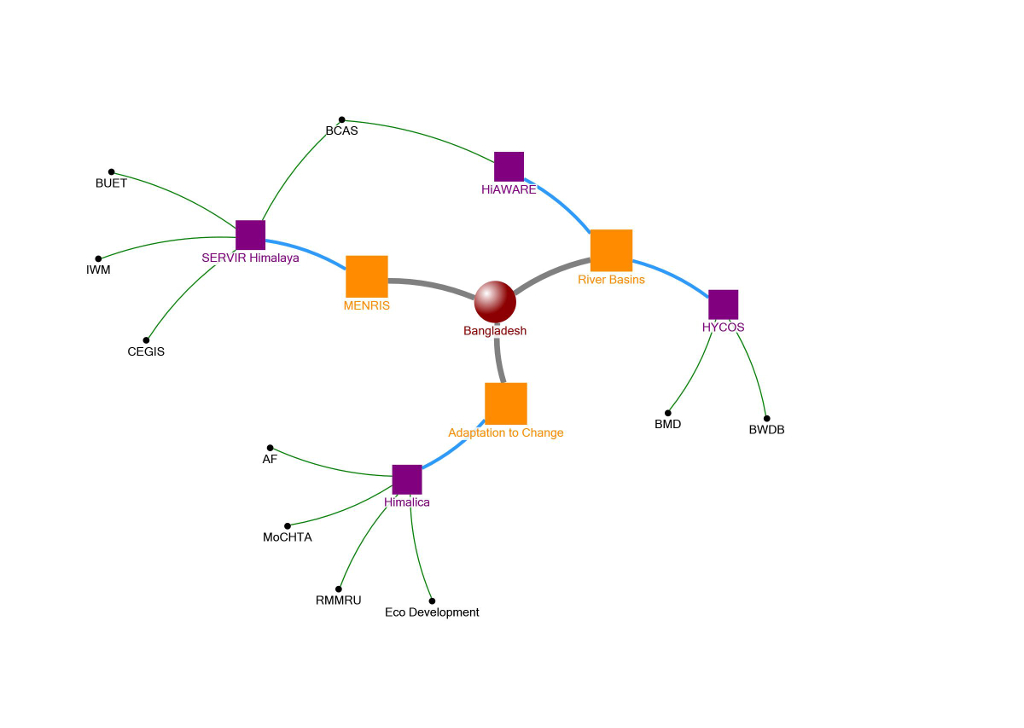 BCAS
BUET
HiAWARE
SERVIR Himalaya
IWM
River Basins
MENRIS
HYCOS
Bangladesh
CEGIS
BMD
BWDB
Adaptation to Change
AF
Himalica
MoCHTA
RMMRU
Eco Development